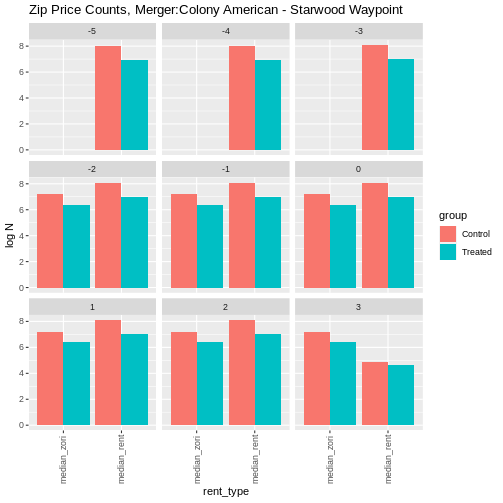 Zip Price Counts, Merger:Colony American - Starwood Waypoint
-5 -4 -3
8
6
4
2
0
-2 -1 0
8
6
4
2
0
1 2 3
8
6
4
2
0
log N
median_zori median_rent median_zori median_rent median_zori median_rent
rent_type
group
Control
Treated